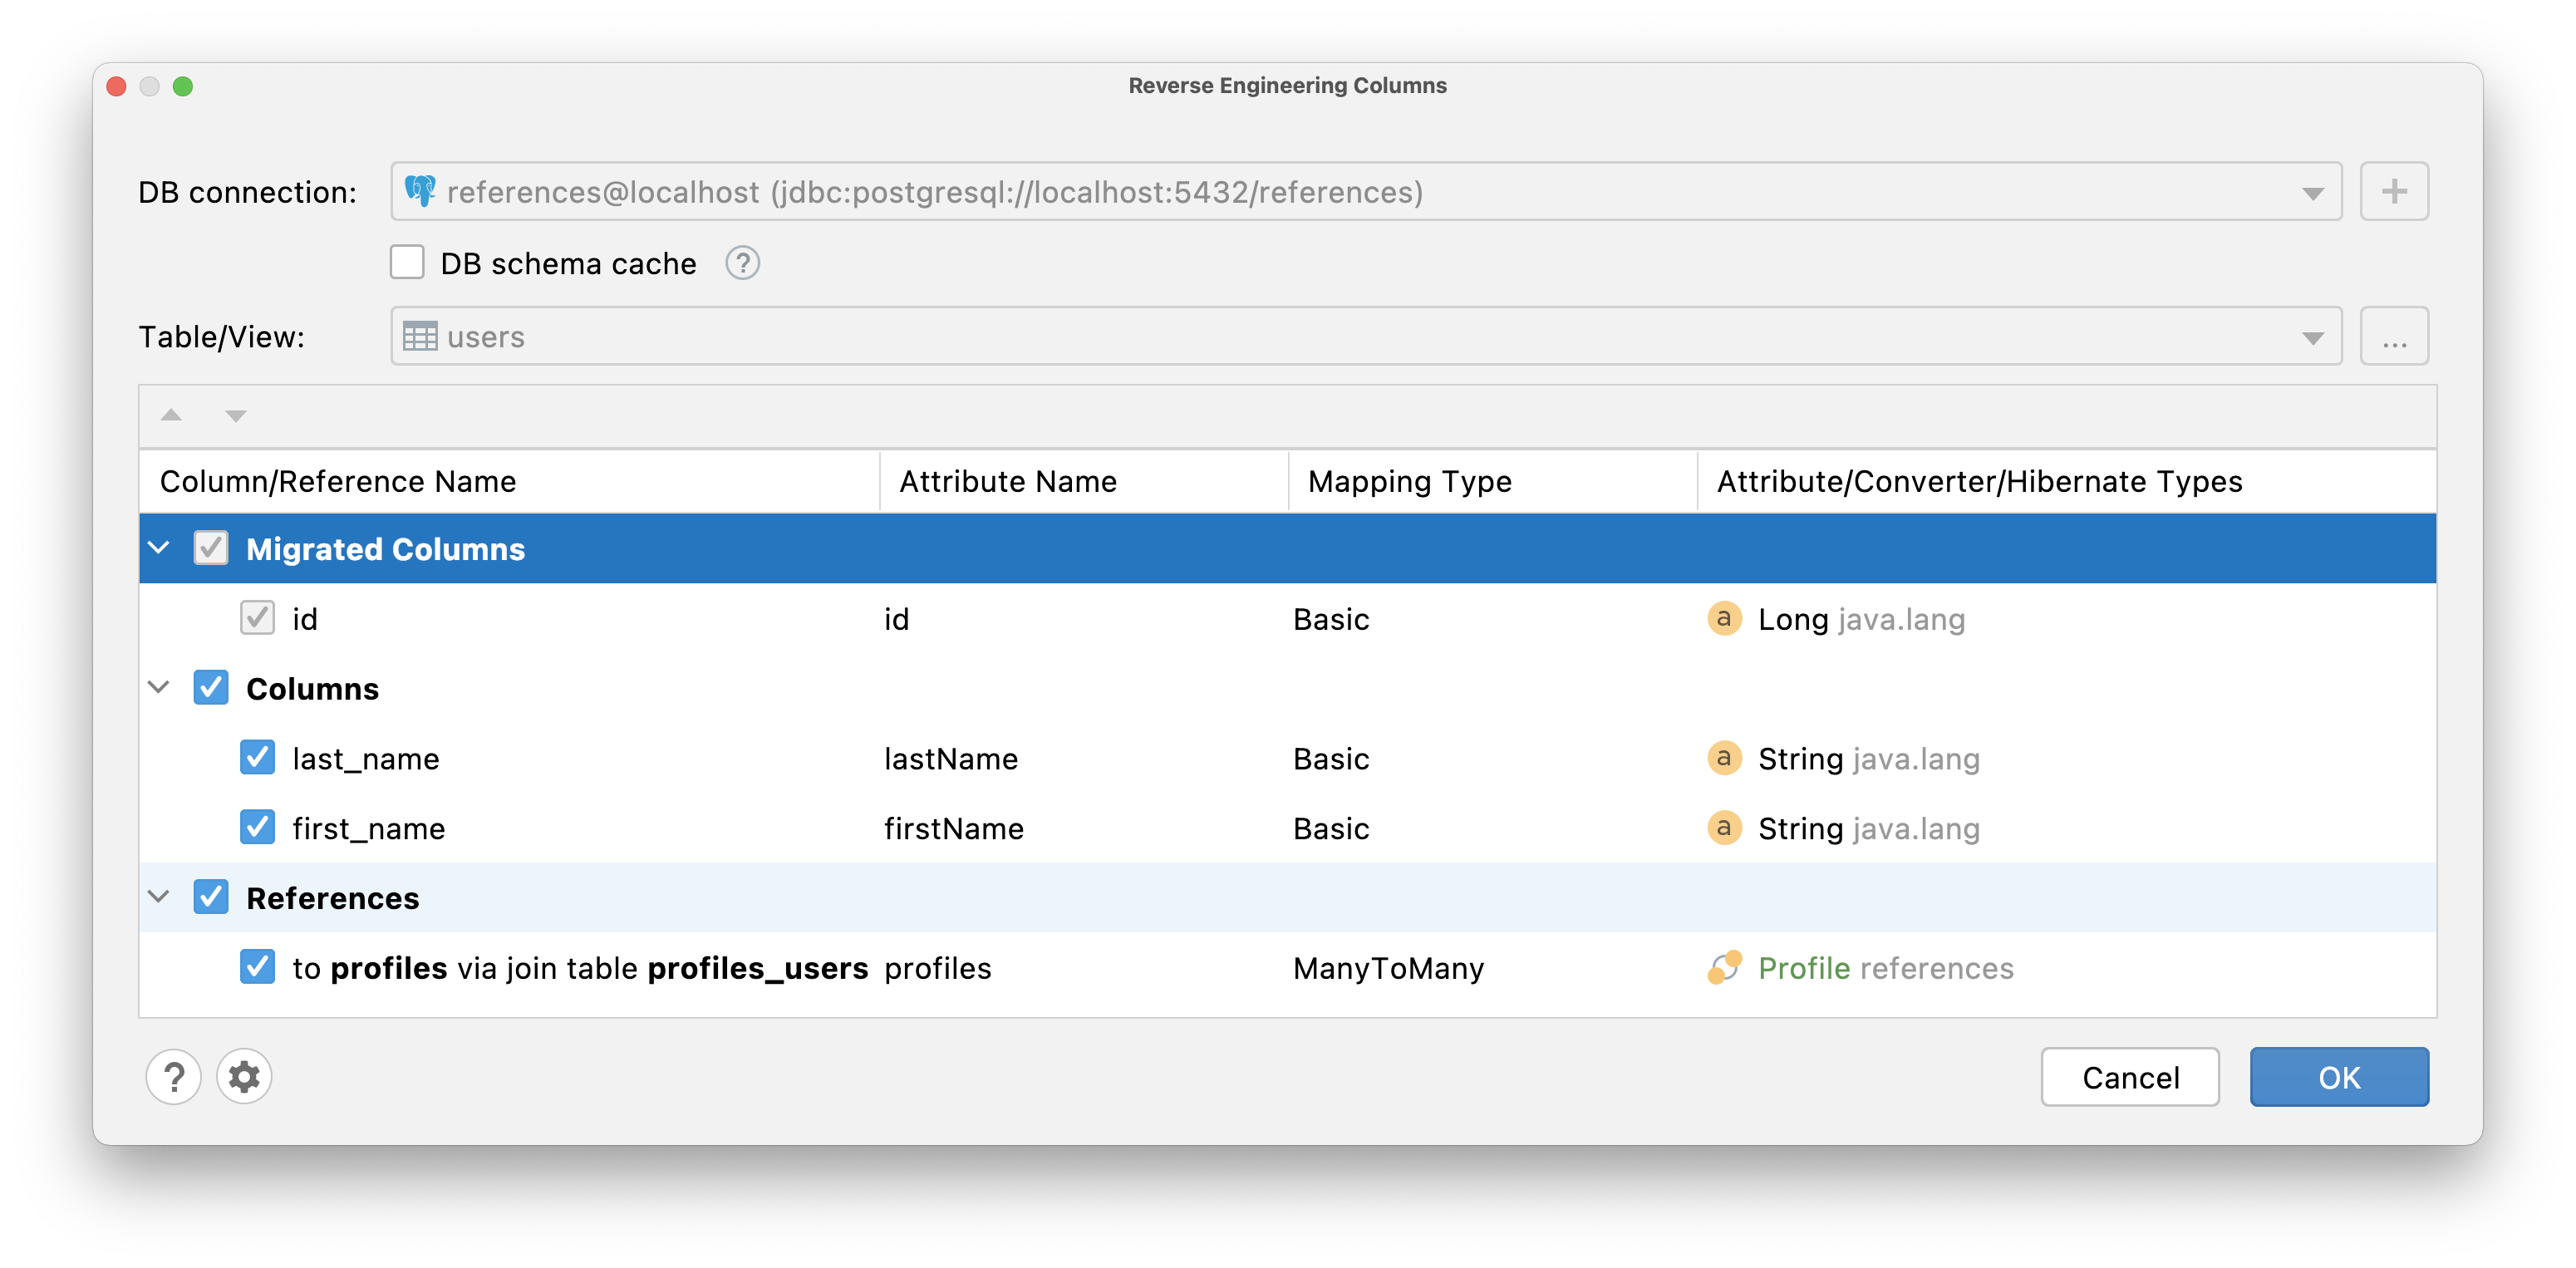 Reverse Engineering Columns
DB connection: references@localhost (jdbc:postgresql://localhost:5432/references) +
DB schema cache ?
Table/View: users ...
Column/Reference Name Attribute Name Mapping Type Attribute/Converter/Hibernate Types
Migrated Columns
id id Basic a Long java.lang
Columns
last_name lastName Basic a String java.lang
first_name firstName Basic a String java.lang
References
to profiles via join table profiles_users profiles ManyToMany Profile references
? Cancel OK